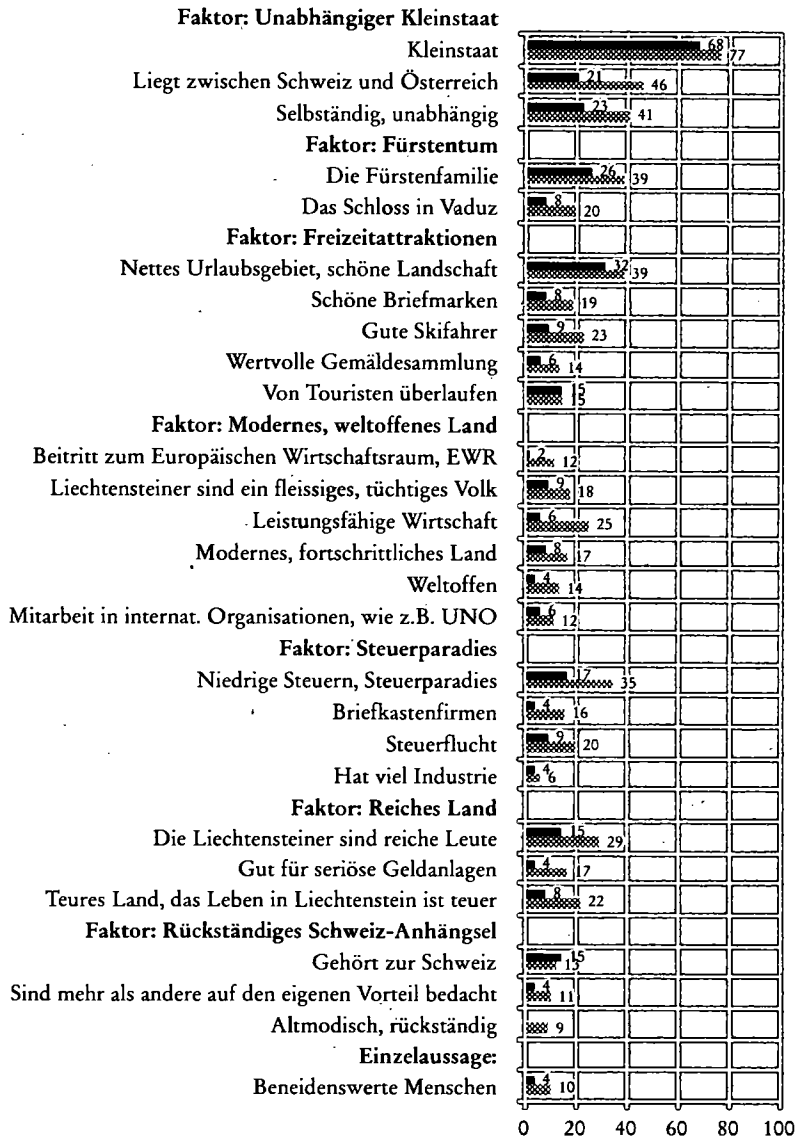 Faktor: Unabhängiger Kleinstaat
Kleinstaat 68 77
Liegt zwischen Schweiz und Österreich 21 46
Selbständig, unabhängig 23 41
Faktor: Fürstentum
Die Fürstenfamilie 26 39
Das Schloss in Vaduz 8 20
Faktor: Freizeitattraktionen
Nettes Urlaubsgebiet, schöne Landschaft 32 39
Schöne Briefmarken 8 19
Gute Skifahrer 9 23
Wertvolle Gemäldesammlung 6 14
Von Touristen überlaufen 15 15
Faktor: Modernes, weltoffenes Land
Beitritt zum Europäischen Wirtschaftsraum, EWR 2 12
Liechtensteiner sind ein fleissiges, tüchtiges Volk 9 18
Leistungsfähige Wirtschaft 6 25
Modernes, fortschrittliches Land 8 17
Weltoffen 4 14
Mitarbeit in internat. Organisationen, wie z.B. UNO 6 12
Faktor: Steuerparadies
Niedrige Steuern, Steuerparadies 17 35
Briefkastenfirmen 4 16
Steuerflucht 9 20
Hat viel Industrie 4 6
Faktor: Reiches Land
Die Liechtensteiner sind reiche Leute 15 29
Gut für seriöse Geldanlagen 4 17
Teures Land, das Leben in Liechtenstein ist teuer 8 22
Faktor: Rückständiges Schweiz-Anhängsel
Gehört zur Schweiz 15 13
Sind mehr als andere auf den eigenen Vorteil bedacht 4 11
Altmodisch, rückständig 9
Einzelaussage:
Beneidenswerte Menschen 4 10
0 20 40 60 80 100